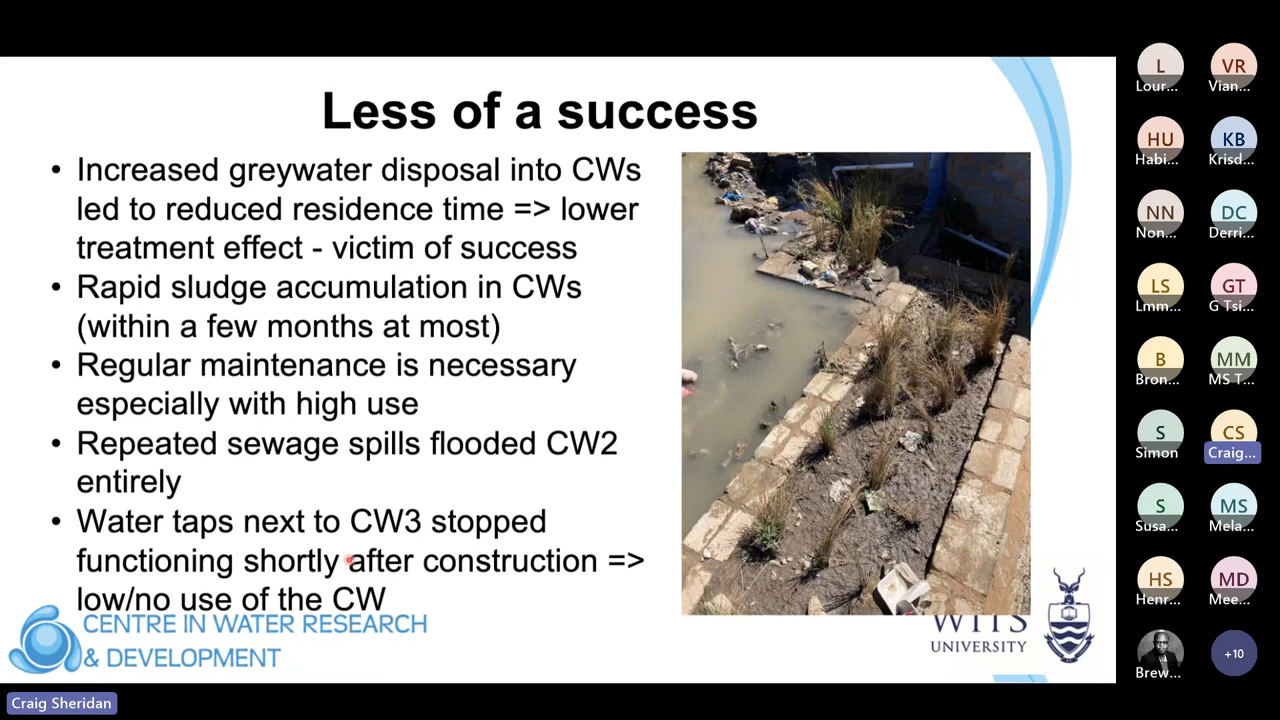 Less of a success
• Increased greywater disposal into CWs
led to reduced residence time => lower
treatment effect - victim of success
• Rapid sludge accumulation in CWs
(within a few months at most)
• Regular maintenance is necessary
especially with high use
• Repeated sewage spills flooded CW2
entirely
• Water taps next to CW3 stopped
functioning shortly after construction =>
low/no use of the CW
CENTRE IN WATER RESEARCH
& DEVELOPMENT
WITS
UNIVERSITY
Craig Sheridan
L
Lour...
VR
Vian...
HU
Habi...
KB
Krisd...
NN
Non...
DC
Derri...
LS
Lmm...
GT
G Tsi...
B
Bron...
MM
MS T...
S
Simon
CS
Craig...
S
Susa...
MS
Mela...
HS
Henr...
MD
Mee...
Brew...
+10